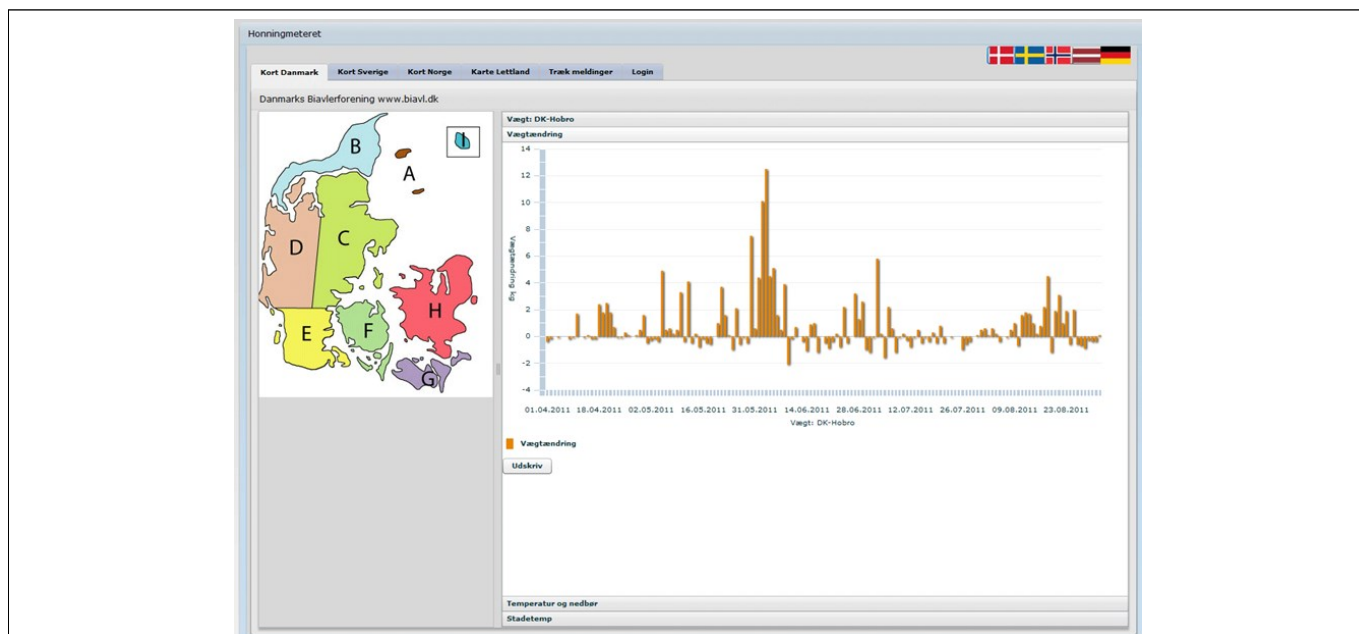 Honningmeteret
Kort Danmark Kort Sverige Kort Norge Karte Lettland Træk meldinger Login
Danmarks Biavlerforening www.biavl.dk
B
I
A
D
C
H
E
F
G
Vægt: DK-Hobro
Vægtændring
14
12
10
8
6
4
2
0
-2
-4
Vægtændring kg
01.04.2011 18.04.2011 02.05.2011 16.05.2011 31.05.2011 14.06.2011 28.06.2011 12.07.2011 26.07.2011 09.08.2011 23.08.2011
Vægt: DK-Hobro
Vægtændring
Udskriv
Temperatur og nedbør
Stadetemp